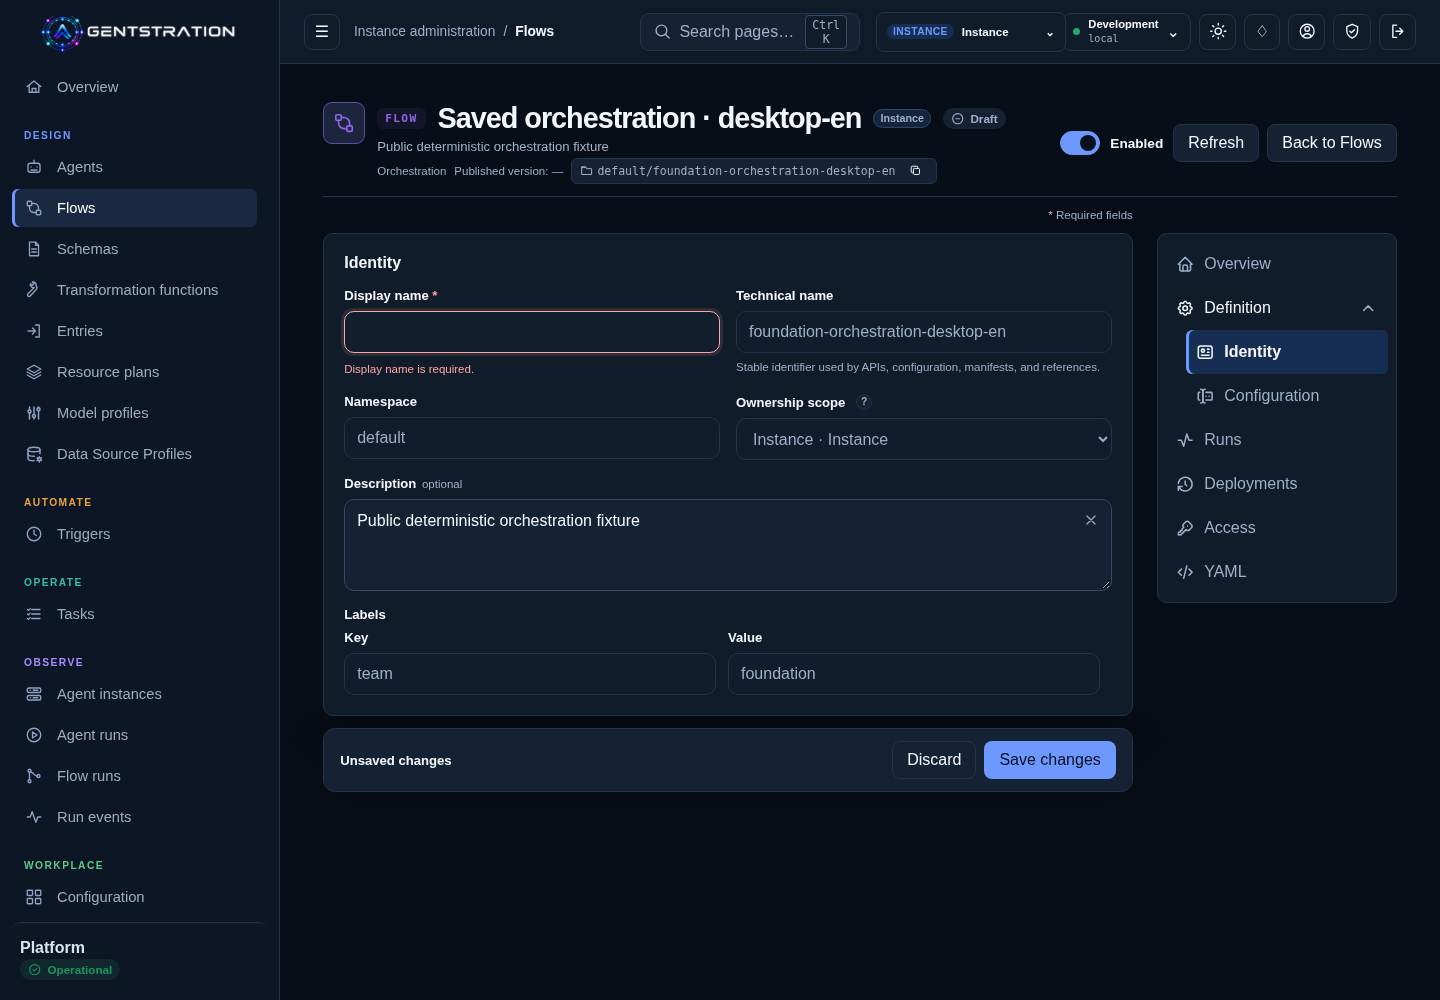 GENTSTRATION
Overview
DESIGN
Agents
Flows
Schemas
Transformation functions
Entries
Resource plans
Model profiles
Data Source Profiles
AUTOMATE
Triggers
OPERATE
Tasks
OBSERVE
Agent instances
Agent runs
Flow runs
Run events
WORKPLACE
Configuration
Platform
Operational
Instance administration / Flows
Search pages…
Ctrl
K
INSTANCE Instance
Development
local
FLOW Saved orchestration · desktop-en Instance Draft
Public deterministic orchestration fixture
Orchestration Published version: — default/foundation-orchestration-desktop-en
Enabled Refresh Back to Flows
* Required fields
Identity
Display name * Technical name
foundation-orchestration-desktop-en
Display name is required. Stable identifier used by APIs, configuration, manifests, and references.
Namespace Ownership scope ?
default Instance · Instance
Description optional
Public deterministic orchestration fixture
Labels
Key Value
team foundation
Unsaved changes Discard Save changes
Overview
Definition
Identity
Configuration
Runs
Deployments
Access
YAML